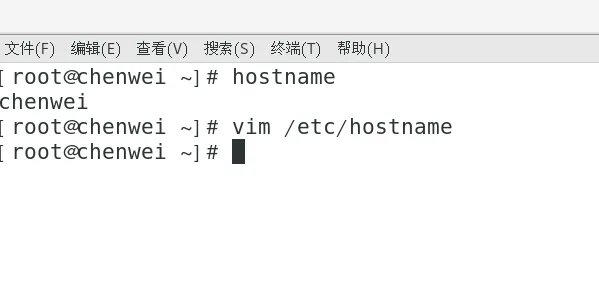 文件(F) 编辑(E) 查看(V) 搜索(S) 终端(T) 帮助(H)
[root@chenwei ~]# hostname
chenwei
[root@chenwei ~]# vim /etc/hostname
[root@chenwei ~]#